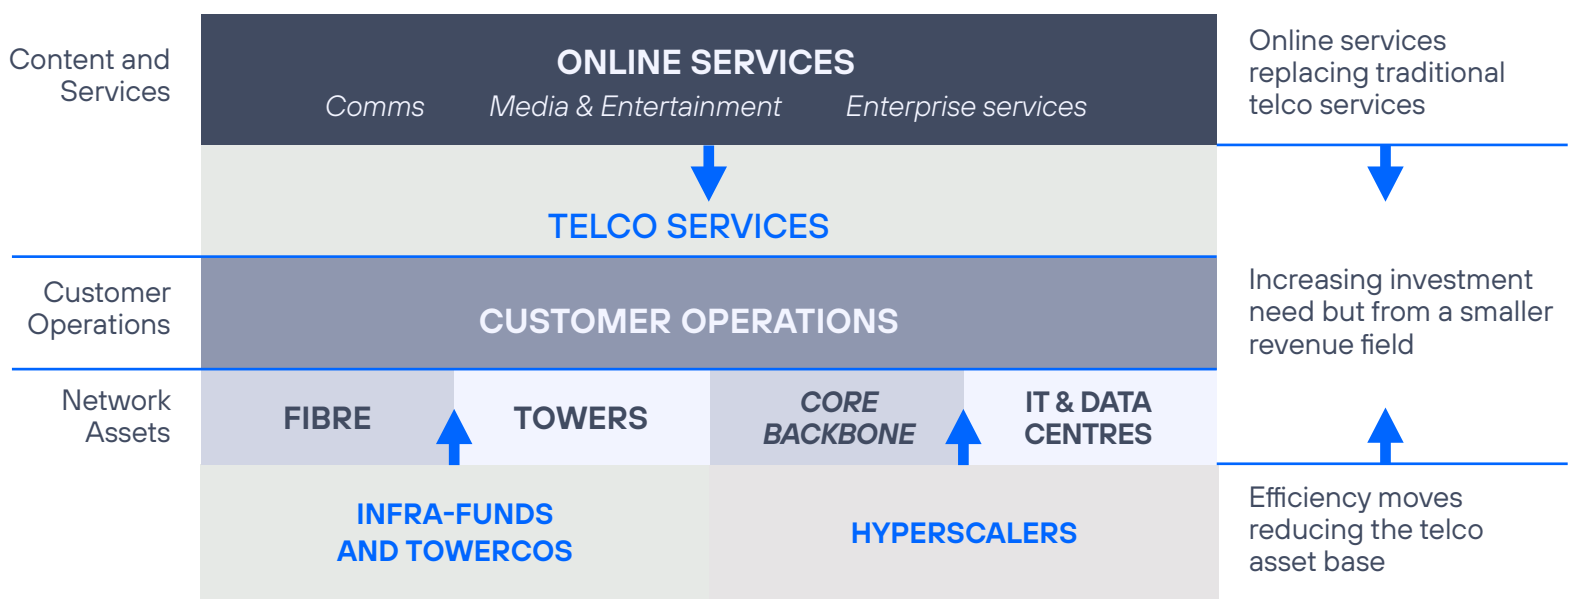 Content and
Services
ONLINE SERVICES
Comms Media & Entertainment Enterprise services
Online services
replacing traditional
telco services
TELCO SERVICES
Customer
Operations
CUSTOMER OPERATIONS
Increasing investment
need but from a smaller
revenue field
Network
Assets
FIBRE
TOWERS
CORE
BACKBONE
IT & DATA
CENTRES
INFRA-FUNDS
AND TOWERCOS
HYPERSCALERS
Efficiency moves
reducing the telco
asset base